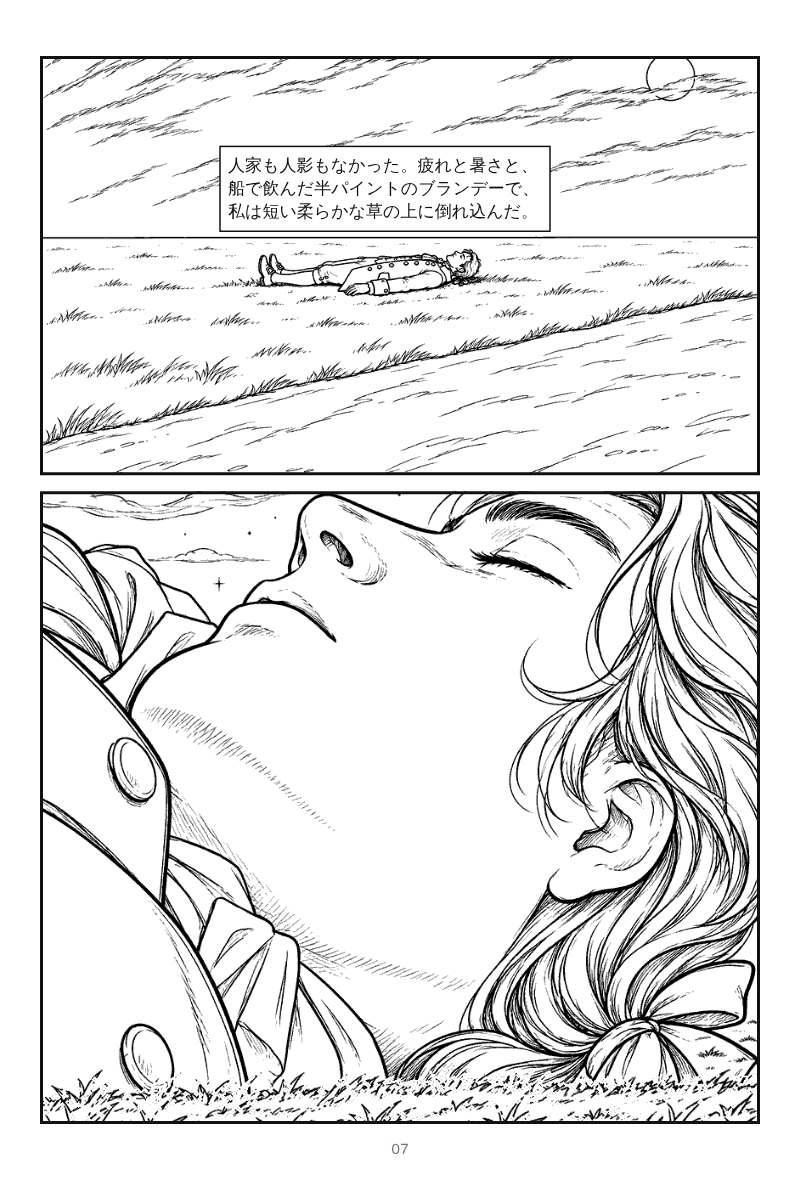 人家も人影もなかった。疲れと暑さと、
船で飲んだ半パイントのブランデーで、
私は短い柔らかな草の上に倒れ込んだ。
07